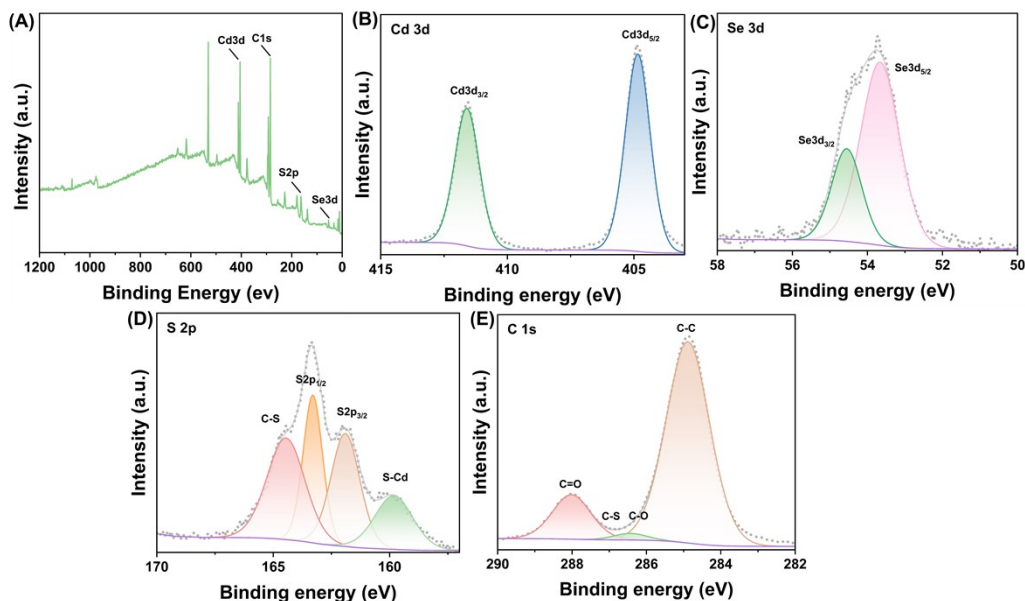 (A)
Cd3d
C1s
S2p
Se3d
Intensity (a.u.)
1200 1000 800 600 400 200 0
Binding Energy (ev)
(B)
Cd 3d
Cd3d5/2
Cd3d3/2
Intensity (a.u.)
415 410 405
Binding energy (eV)
(C)
Se 3d
Se3d5/2
Se3d3/2
Intensity (a.u.)
58 56 54 52 50
Binding energy (eV)
(D)
S 2p
S2p1/2
C-S
S2p3/2
S-Cd
Intensity (a.u.)
170 165 160
Binding energy (eV)
(E)
C 1s
C-C
C=O
C-S C-O
Intensity (a.u.)
290 288 286 284 282
Binding energy (eV)